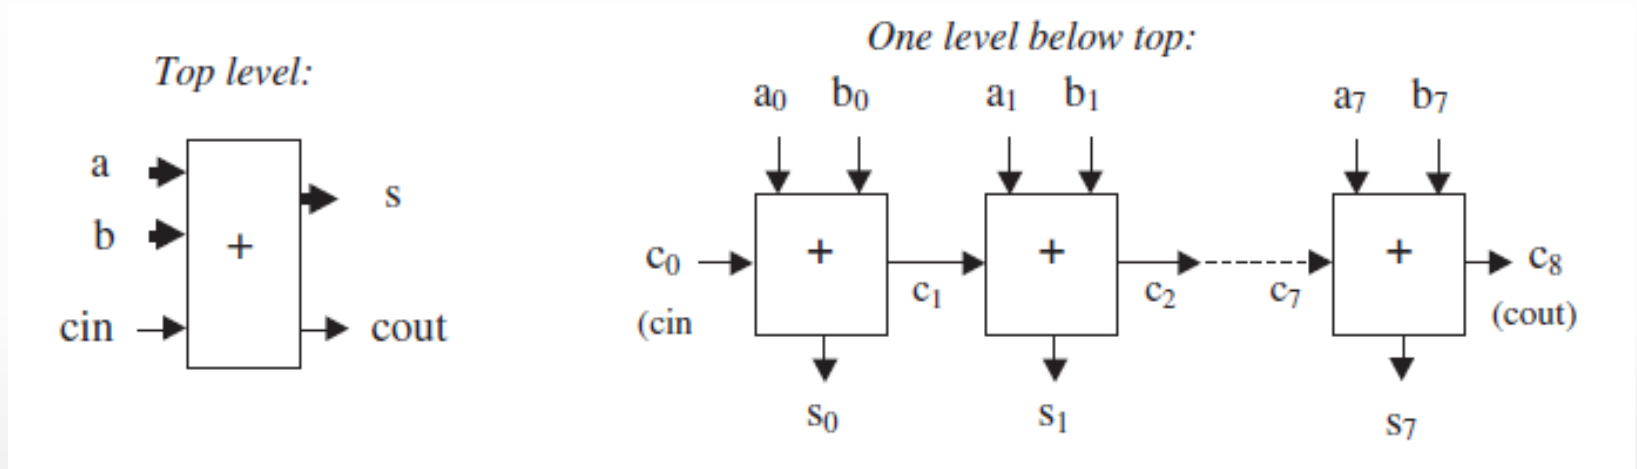 Top level:
a
b
cin
+
s
cout
One level below top:
a₀ b₀ a₁ b₁ a₇ b₇
c₀ + c₁ + c₂ c₇ + c₈
(cin (cout)
s₀ s₁ s₇